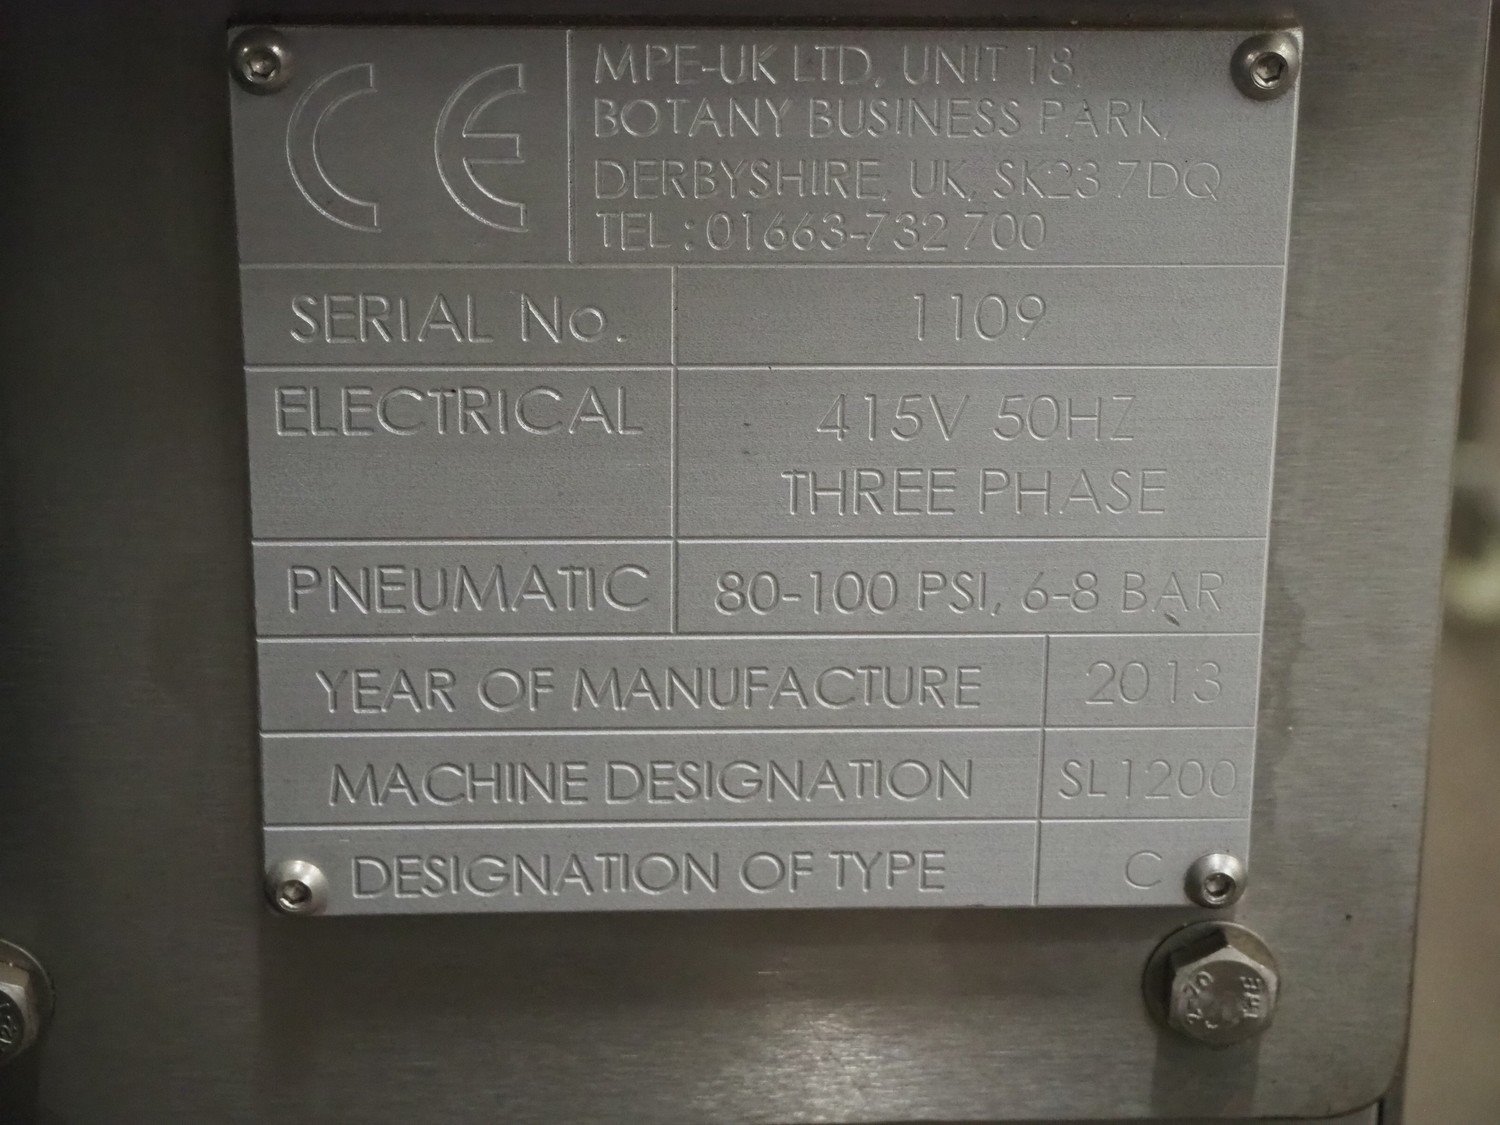 CE
MPE-UK LTD, UNIT 18,
BOTANY BUSINESS PARK,
DERBYSHIRE, UK, SK23 7DQ
TEL : 01663-732 700
SERIAL No. 1109
ELECTRICAL 415V 50HZ
THREE PHASE
PNEUMATIC 80-100 PSI, 6-8 BAR
YEAR OF MANUFACTURE 2013
MACHINE DESIGNATION SL1200
DESIGNATION OF TYPE C